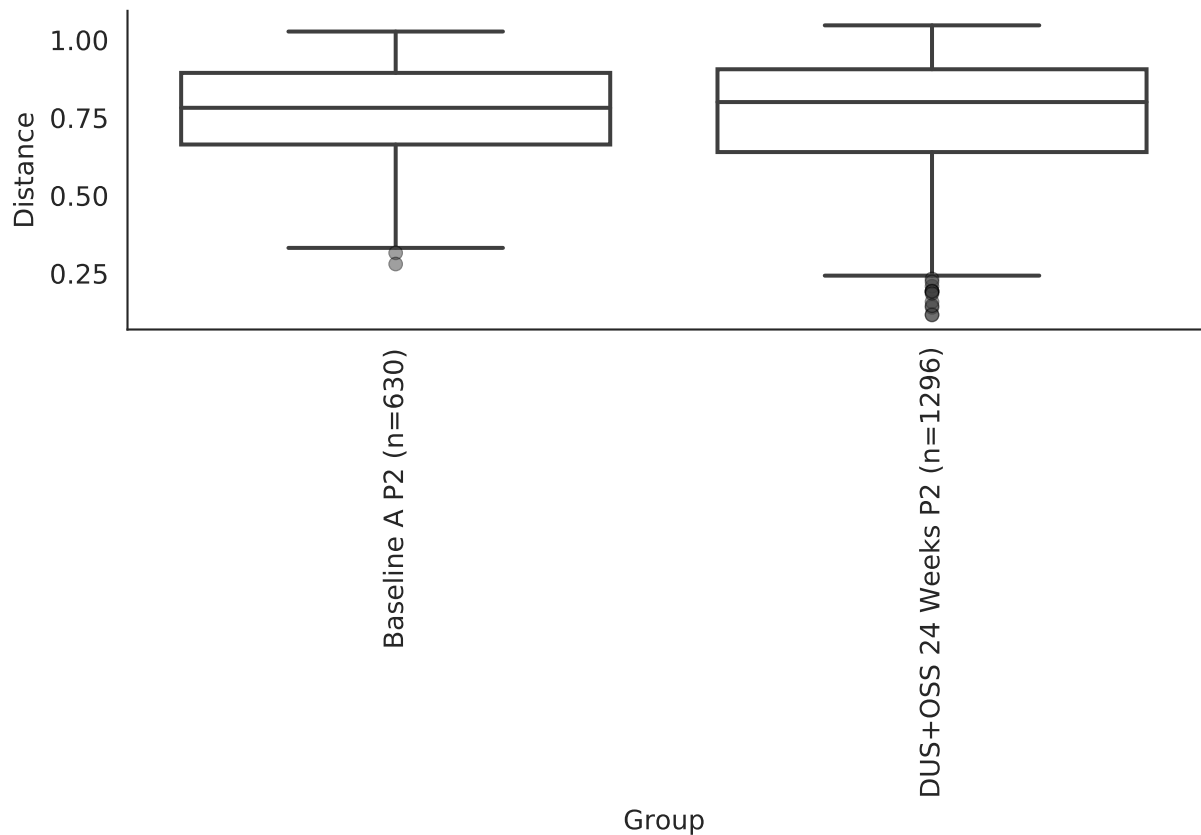 1.00
0.75
0.50
0.25
Distance
Baseline A P2 (n=630)
DUS+OSS 24 Weeks P2 (n=1296)
Group